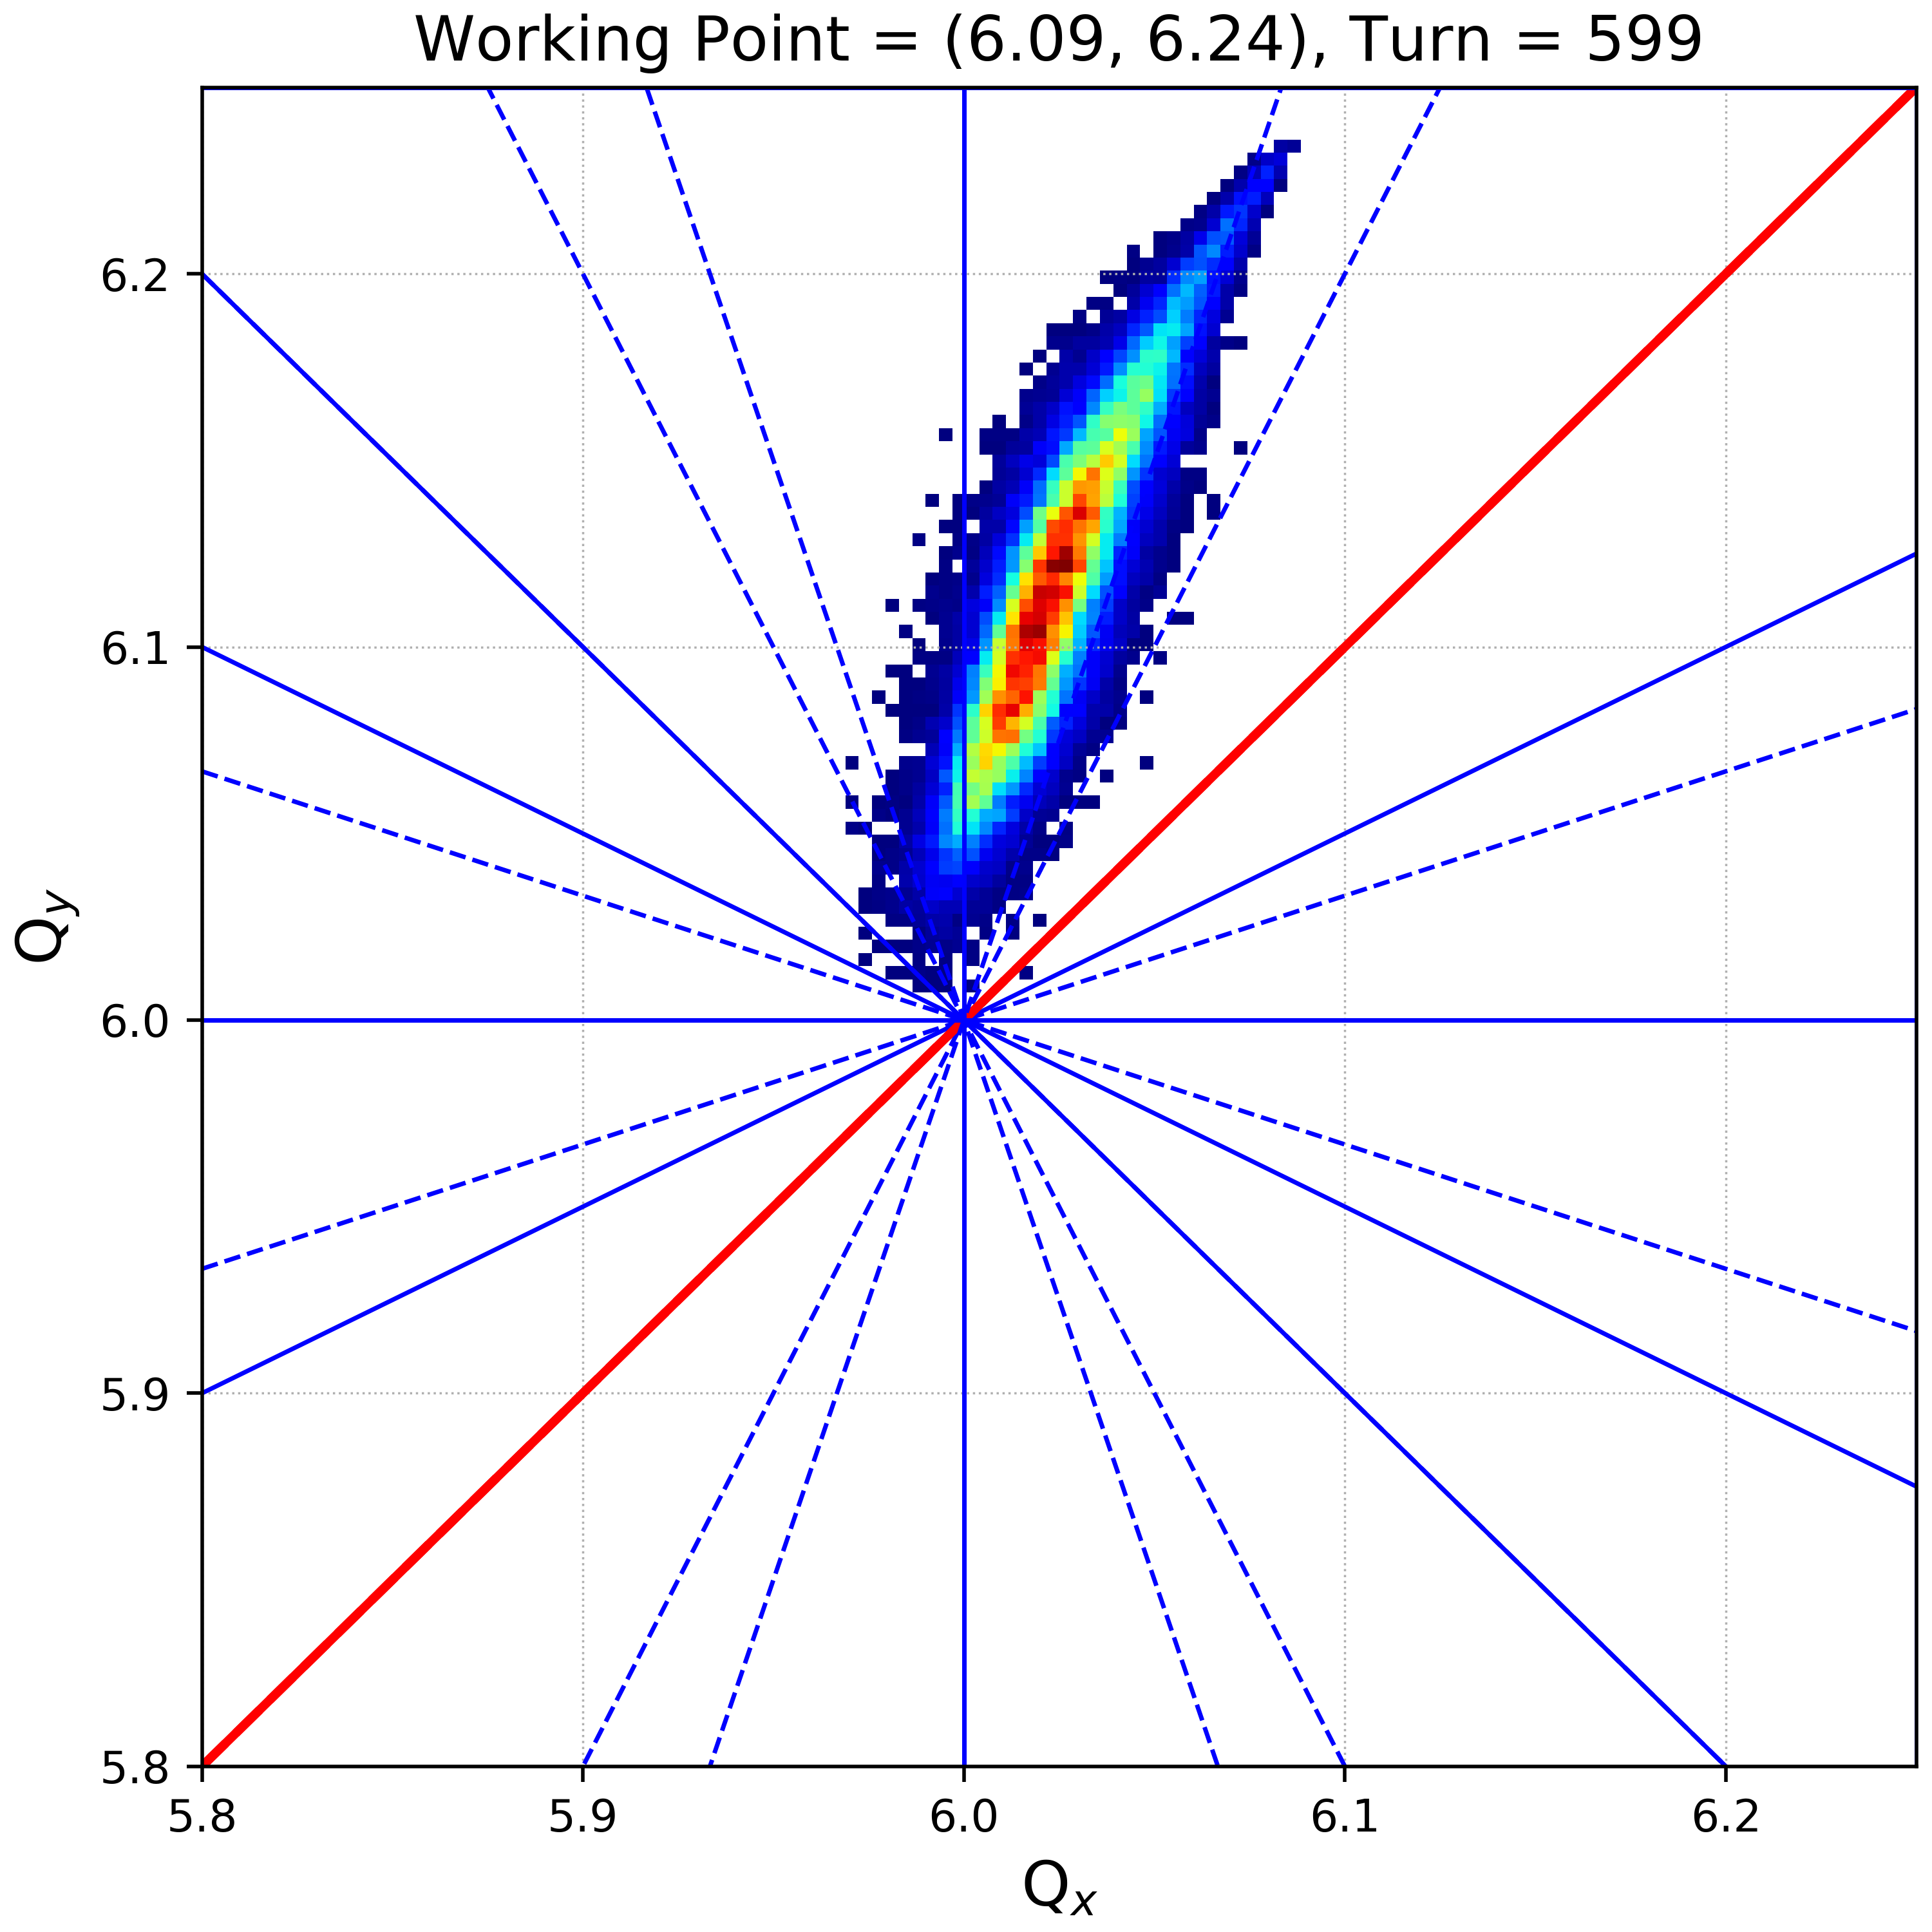 Working Point = (6.09, 6.24), Turn = 599
6.2
6.1
6.0
5.9
5.8
Qy
5.8 5.9 6.0 6.1 6.2
Qx